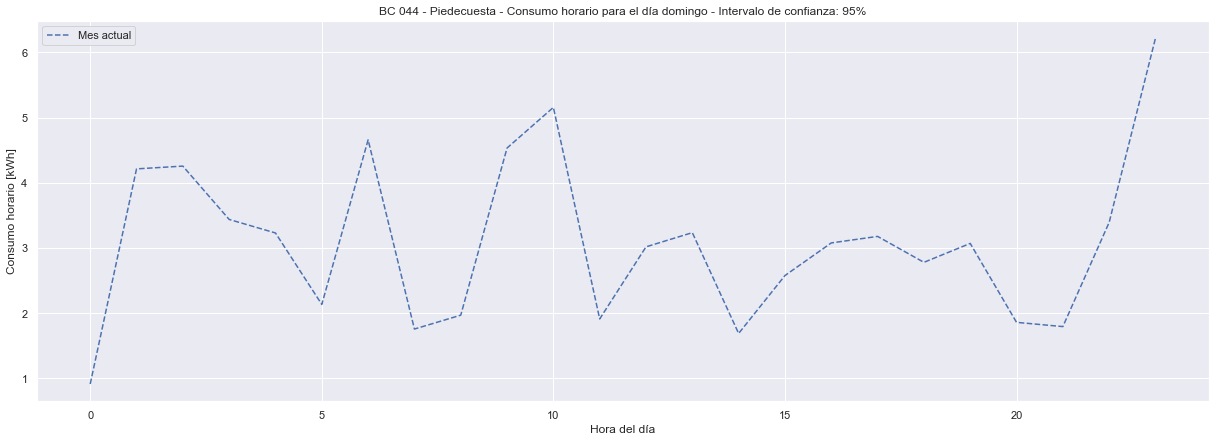 BC 044 - Piedecuesta - Consumo horario para el día domingo - Intervalo de confianza: 95%
Mes actual
Consumo horario [kWh]
6
5
4
3
2
1
0
5
10
15
20
Hora del día